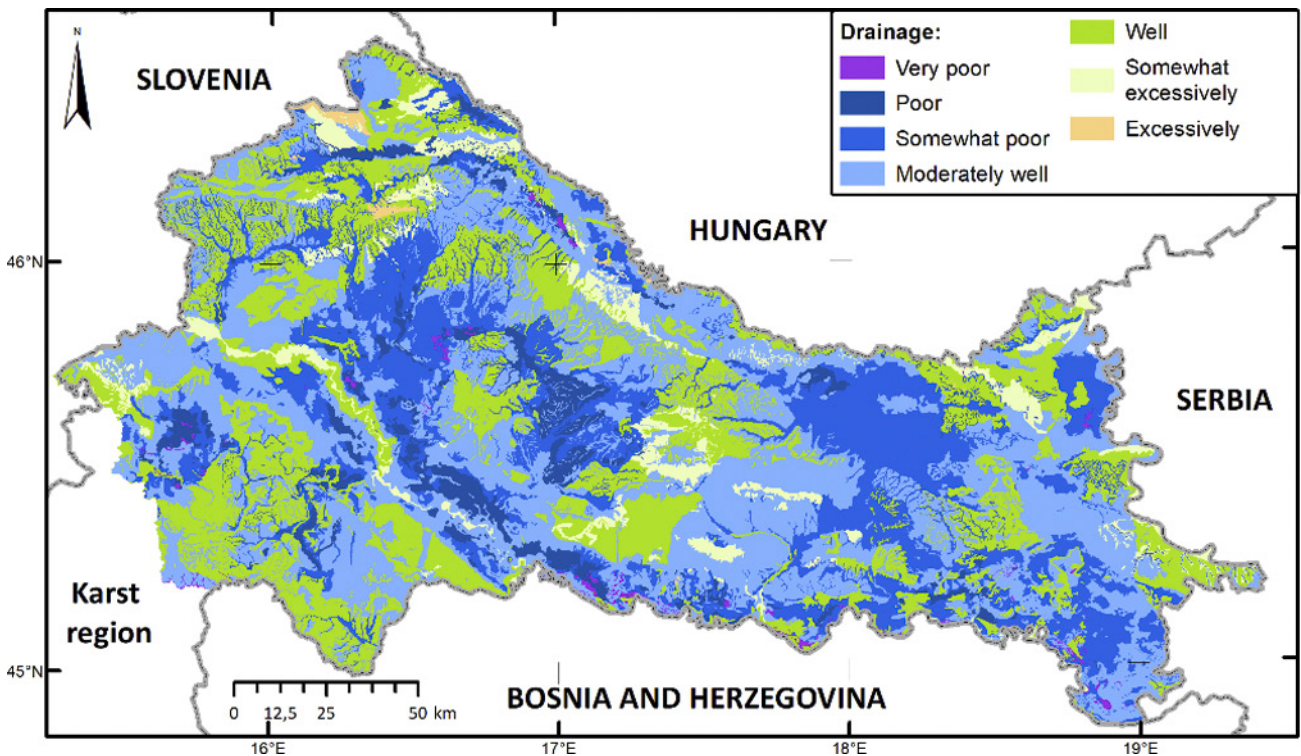 N
SLOVENIA
HUNGARY
SERBIA
BOSNIA AND HERZEGOVINA
Karst
region
Drainage:
Very poor
Poor
Somewhat poor
Moderately well
Well
Somewhat
excessively
Excessively
46°N
45°N
0 12,5 25 50 km
16°E 17°E 18°E 19°E